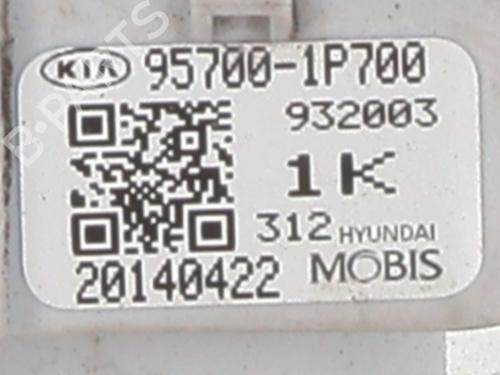 KIA 95700-1P700
932003
1K
312 HYUNDAI
20140422 MOBIS